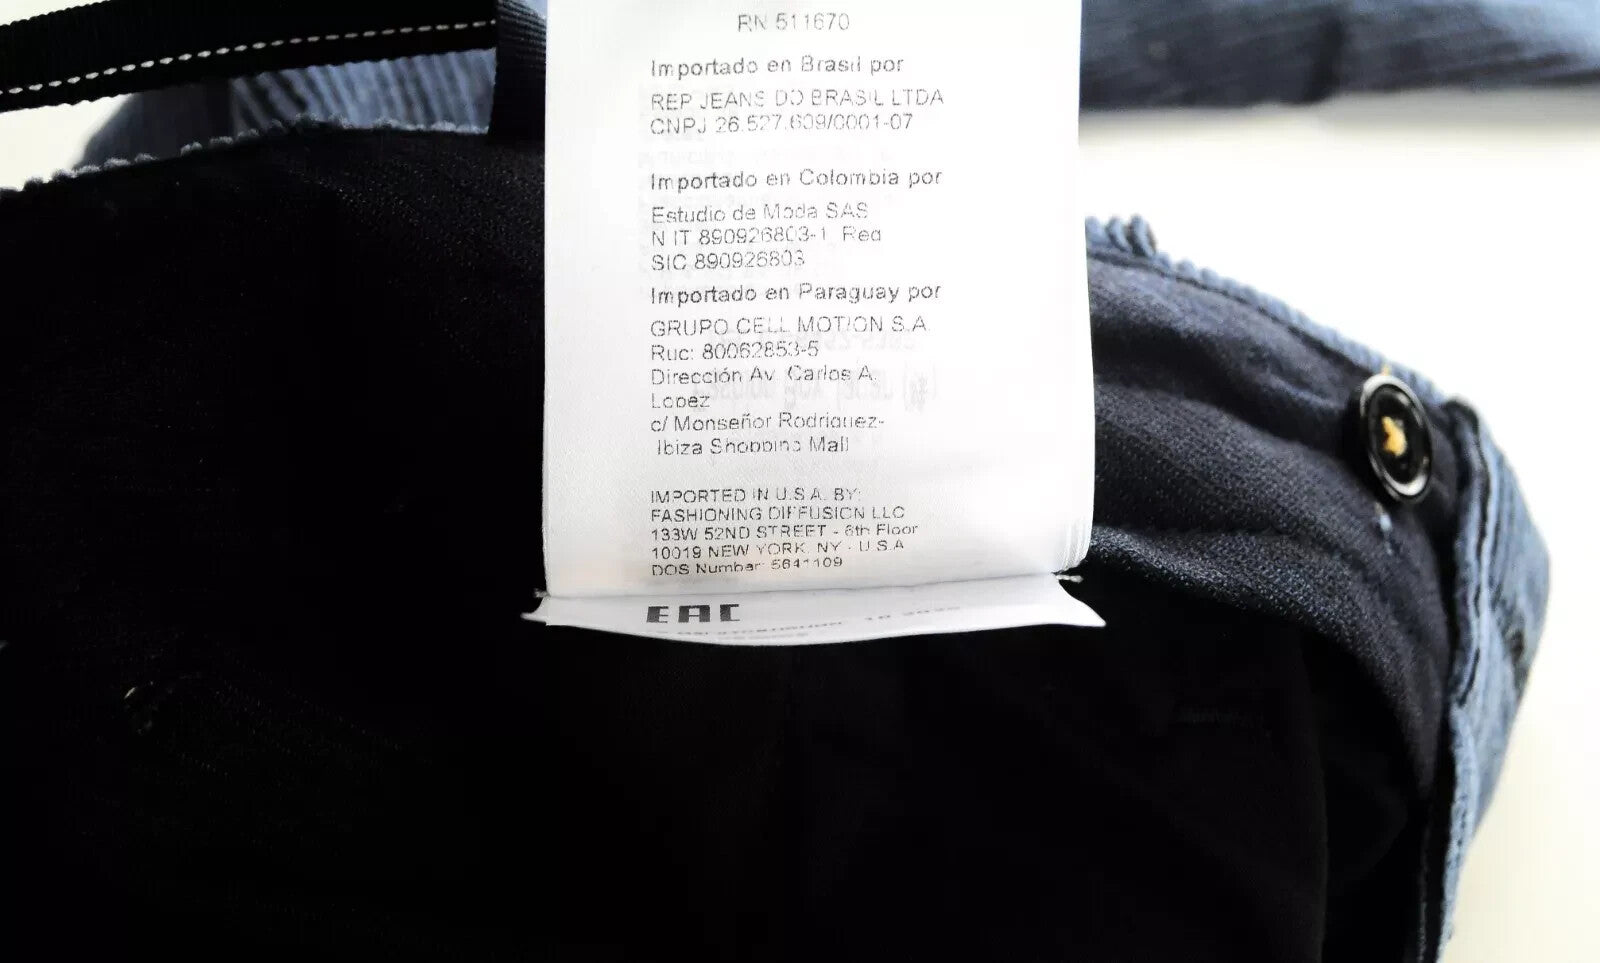 RN 511670
Importado en Brasil por
REP JEANS DO BRASIL LTDA
CNPJ 26.527.609/0001-07
Importado en Colombia por
Estudio de Moda SAS
N IT 890926803-1 Reg
SIC 890926803
Importado en Paraguay por
GRUPO CELL MOTION S.A.
Ruc: 80062853-5
Dirección Av. Carlos A.
Lopez
c/ Monseñor Rodriguez-
Ibiza Shopping Mall
IMPORTED IN U.S.A. BY:
FASHIONING DIFFUSION LLC
133W 52ND STREET - 6th Floor
10019 NEW YORK, NY - U.S.A
DOS Number: 5641109
EAC